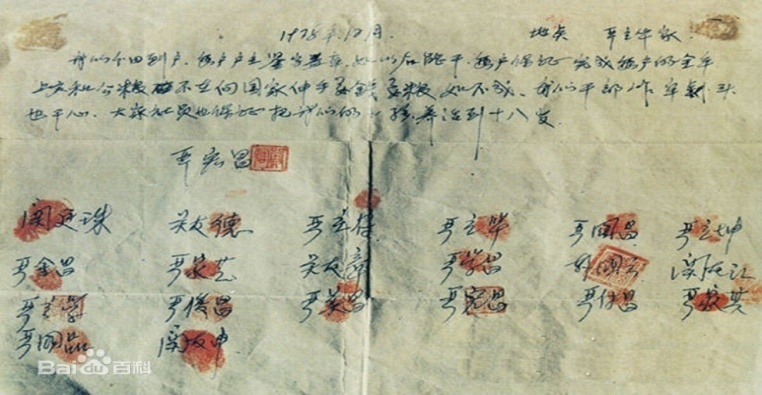 1978年12月 地点 严立华家
我们分田到户,每户户主签字盖章,如以后能干,每户保证完成每户的全年
上交和公粮不在向国家伸手要钱要粮如不成,我们干部作牢刹头
也干心,大家社员也保证把我们的小孩养活到十八岁
严宏昌
関廷珠 关友德 严立符 严立华 严国昌 严立坤
严金昌 严家芝 关友章 严学昌 韩国云 関友江
严立学 严俊昌 严美昌 严宏昌 严付昌 严家其
严国品 関友申
Bai百科